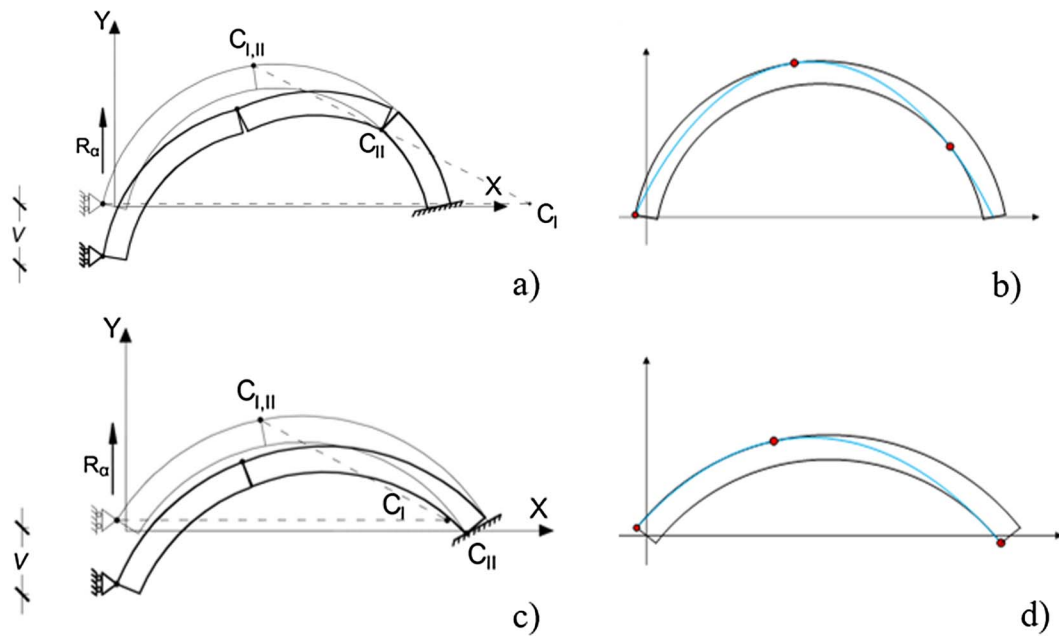 Y
C_I,II
R_α
C_II
X
C_I
v
a)
b)
Y
C_I,II
R_α
C_I
X
C_II
v
c)
d)